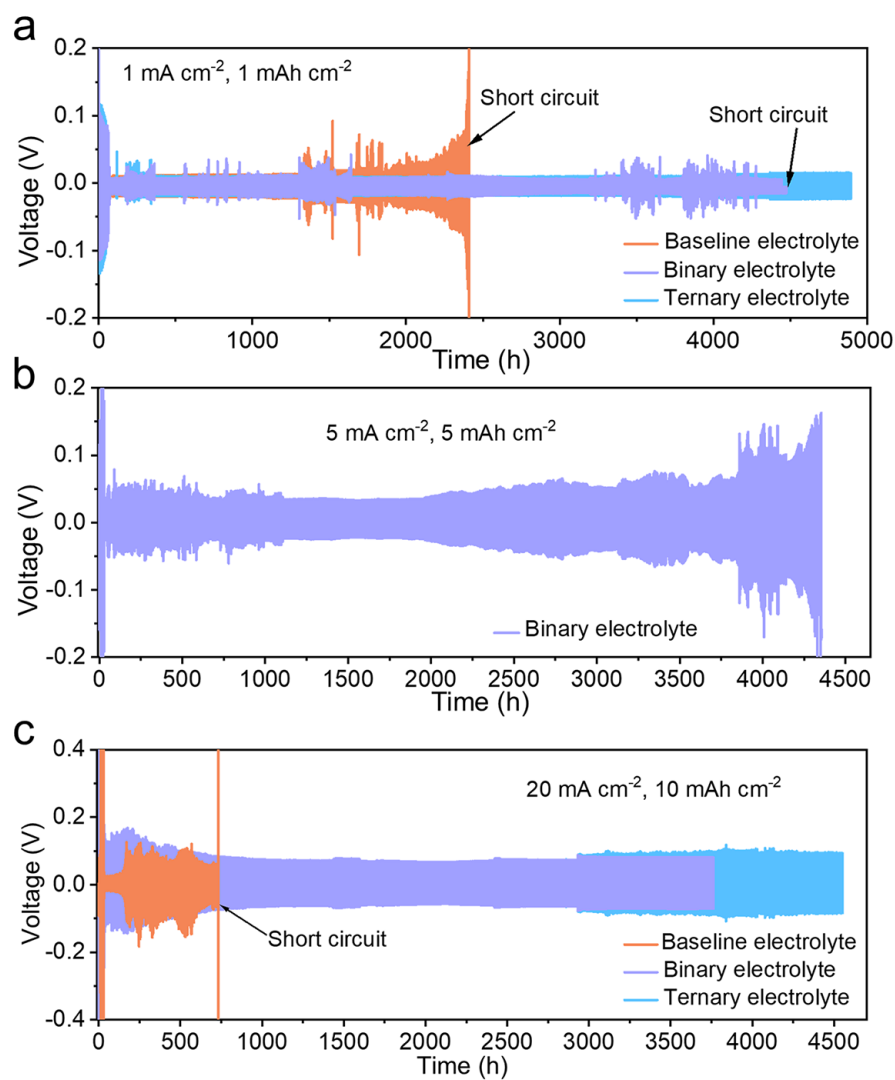 a
1 mA cm⁻², 1 mAh cm⁻²
Short circuit
Short circuit
Baseline electrolyte
Binary electrolyte
Ternary electrolyte
Voltage (V)
0.2
0.1
0.0
-0.1
-0.2
0 1000 2000 3000 4000 5000
Time (h)
b
5 mA cm⁻², 5 mAh cm⁻²
Binary electrolyte
Voltage (V)
0.2
0.1
0.0
-0.1
-0.2
0 500 1000 1500 2000 2500 3000 3500 4000 4500
Time (h)
c
20 mA cm⁻², 10 mAh cm⁻²
Short circuit
Baseline electrolyte
Binary electrolyte
Ternary electrolyte
Voltage (V)
0.4
0.2
0.0
-0.2
-0.4
0 500 1000 1500 2000 2500 3000 3500 4000 4500
Time (h)